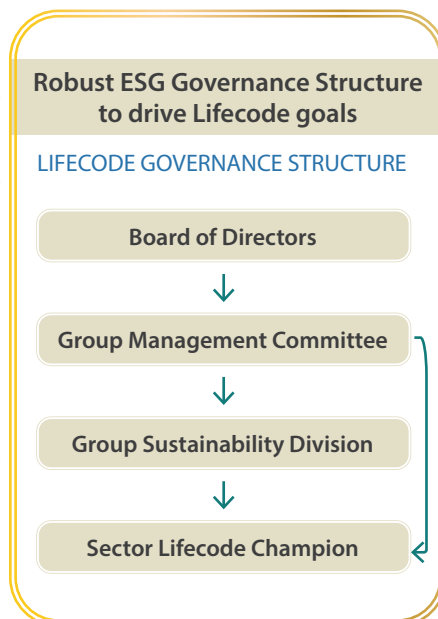 Robust ESG Governance Structure
to drive Lifecode goals
LIFECODE GOVERNANCE STRUCTURE
Board of Directors
Group Management Committee
Group Sustainability Division
Sector Lifecode Champion